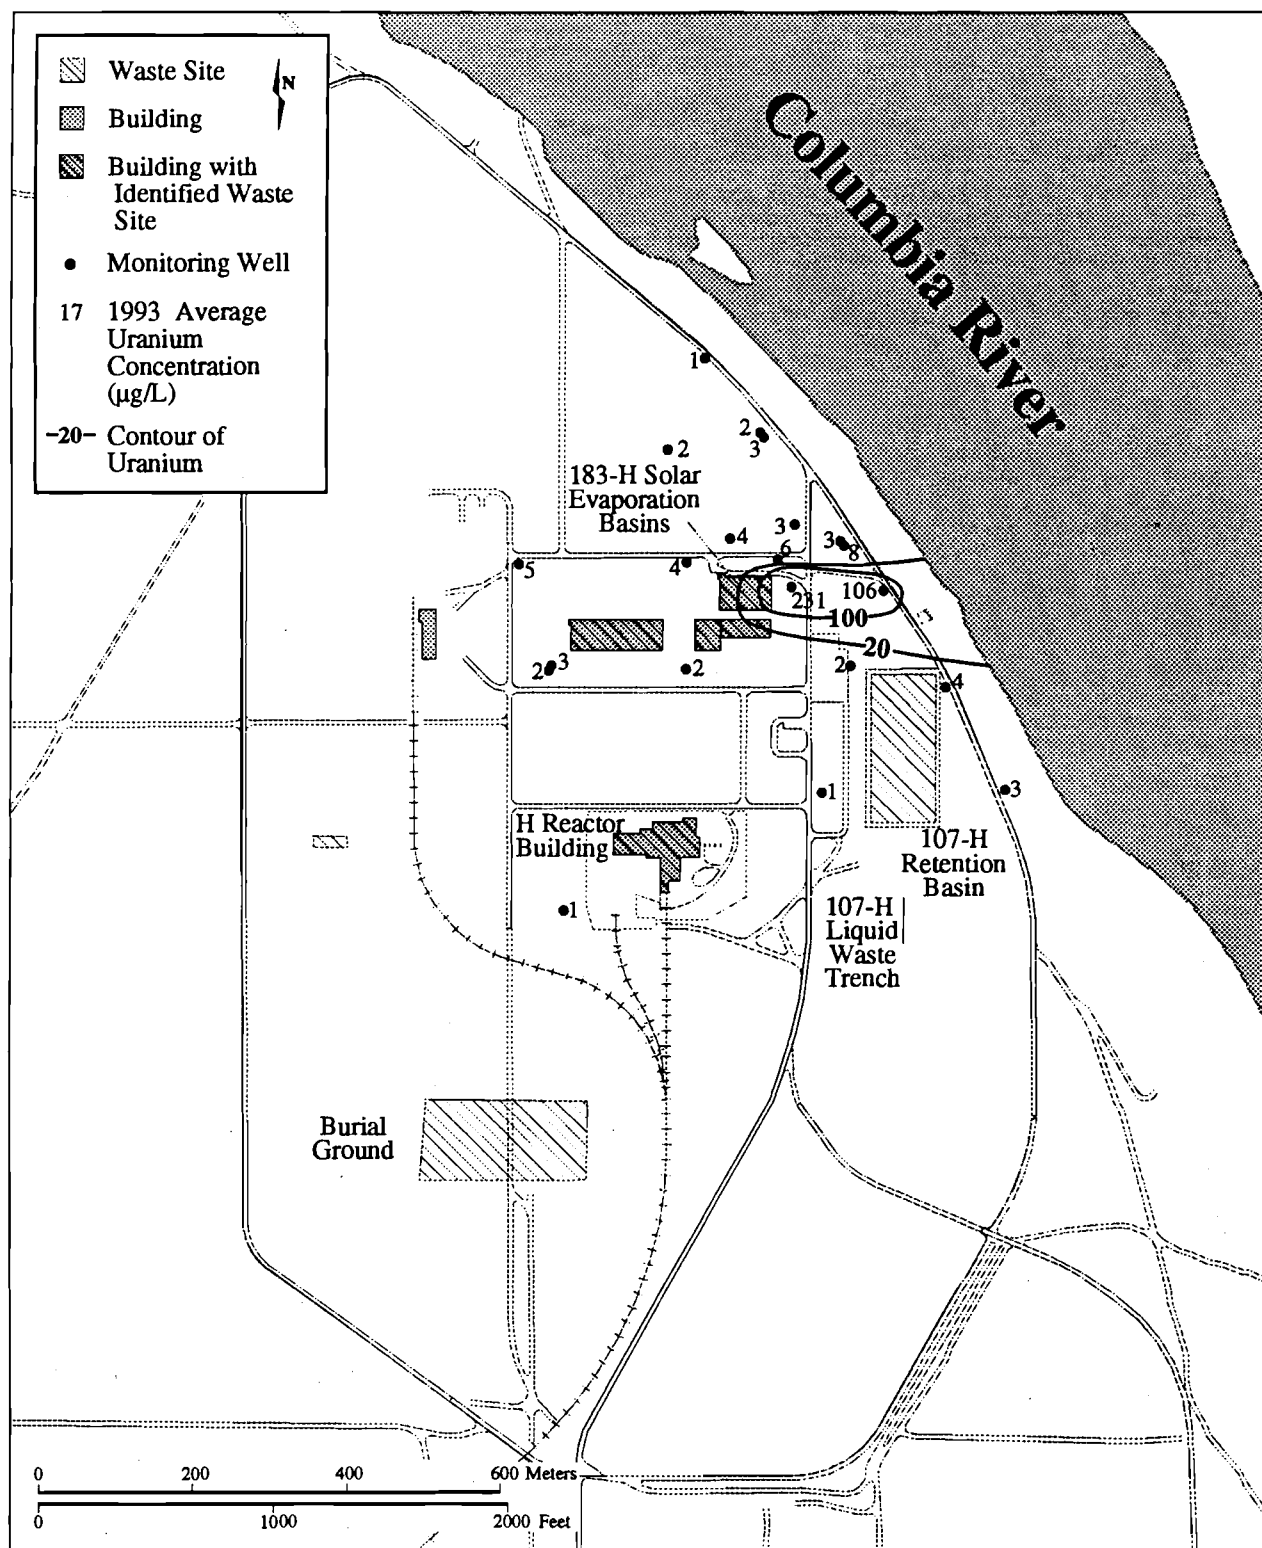 Waste Site
N
Building
Building with
Identified Waste
Site
Monitoring Well
17 1993 Average
Uranium
Concentration
(µg/L)
-20- Contour of
Uranium
Columbia River
1
2
3
2
183-H Solar
Evaporation
Basins
3
4
3
8
6
5
4
231
106
100
20
2
3
2
2
4
1
3
H Reactor
Building
107-H
Retention
Basin
1
107-H
Liquid
Waste
Trench
Burial
Ground
0 200 400 600 Meters
0 1000 2000 Feet